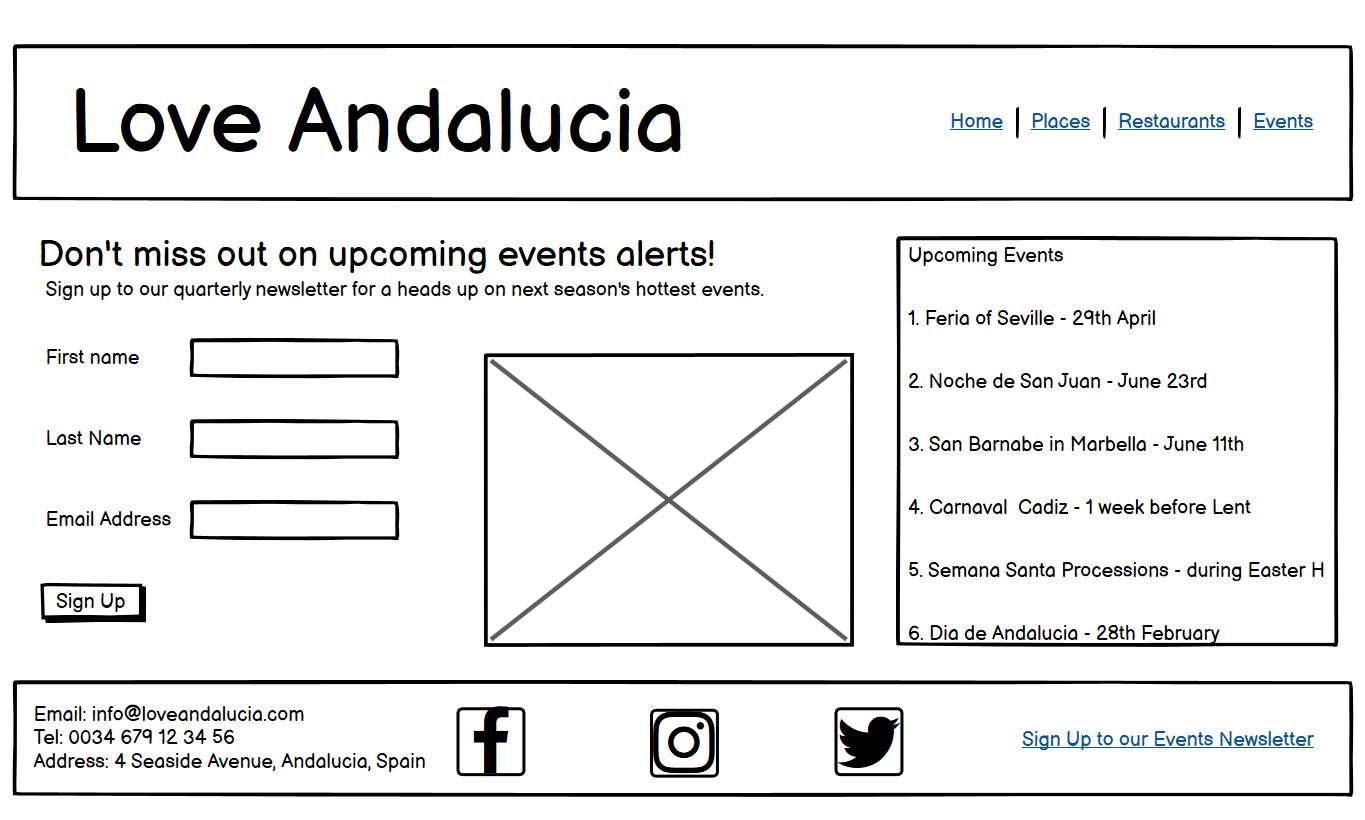 Love Andalucia
Home | Places | Restaurants | Events
Don't miss out on upcoming events alerts!
Sign up to our quarterly newsletter for a heads up on next season's hottest events.
First name
Last Name
Email Address
Sign Up
Upcoming Events
1. Feria of Seville - 29th April
2. Noche de San Juan - June 23rd
3. San Barnabe in Marbella - June 11th
4. Carnaval  Cadiz - 1 week before Lent
5. Semana Santa Processions - during Easter H
6. Dia de Andalucia - 28th February
Email: info@loveandalucia.com
Tel: 0034 679 12 34 56
Address: 4 Seaside Avenue, Andalucia, Spain
Sign Up to our Events Newsletter